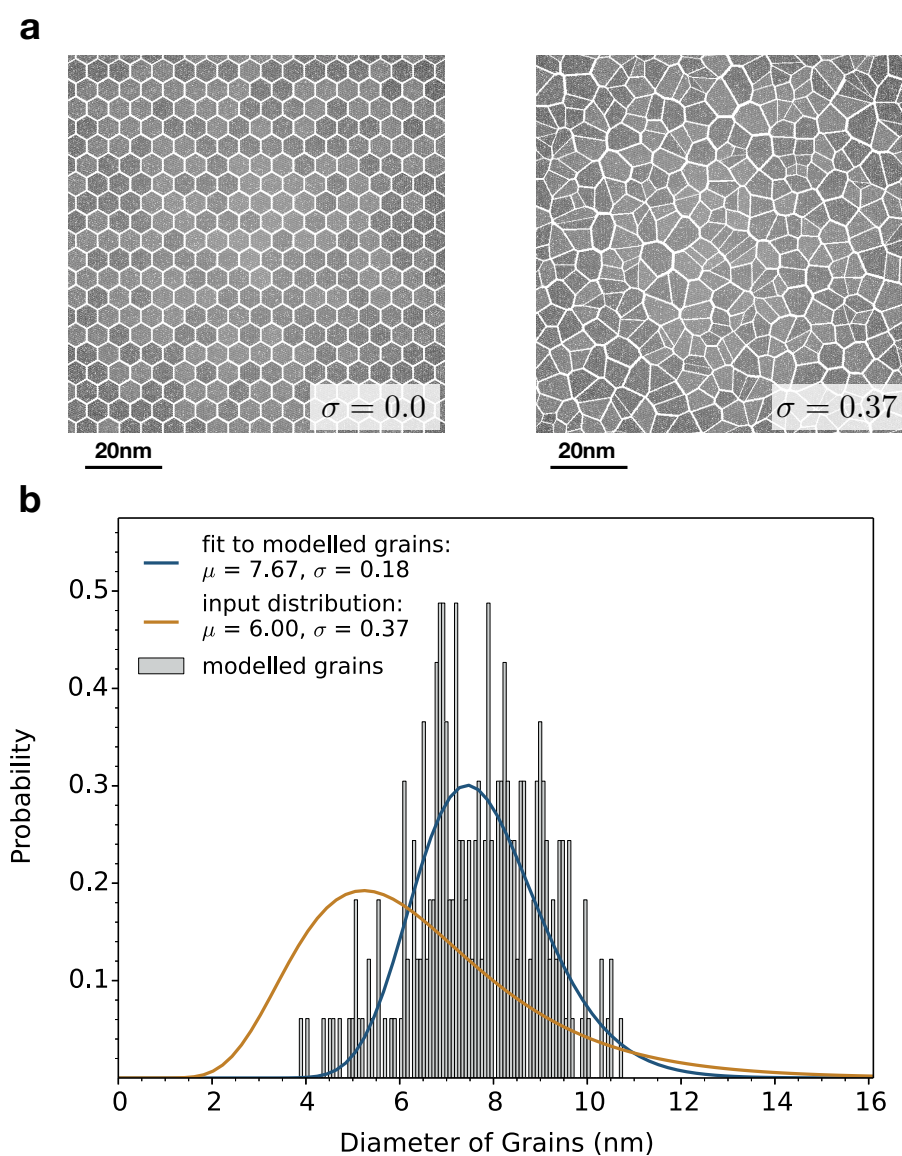 a
σ = 0.0
σ = 0.37
20nm
20nm
b
fit to modelled grains:
μ = 7.67, σ = 0.18
input distribution:
μ = 6.00, σ = 0.37
modelled grains
0.5
0.4
0.3
0.2
0.1
Probability
0 2 4 6 8 10 12 14 16
Diameter of Grains (nm)